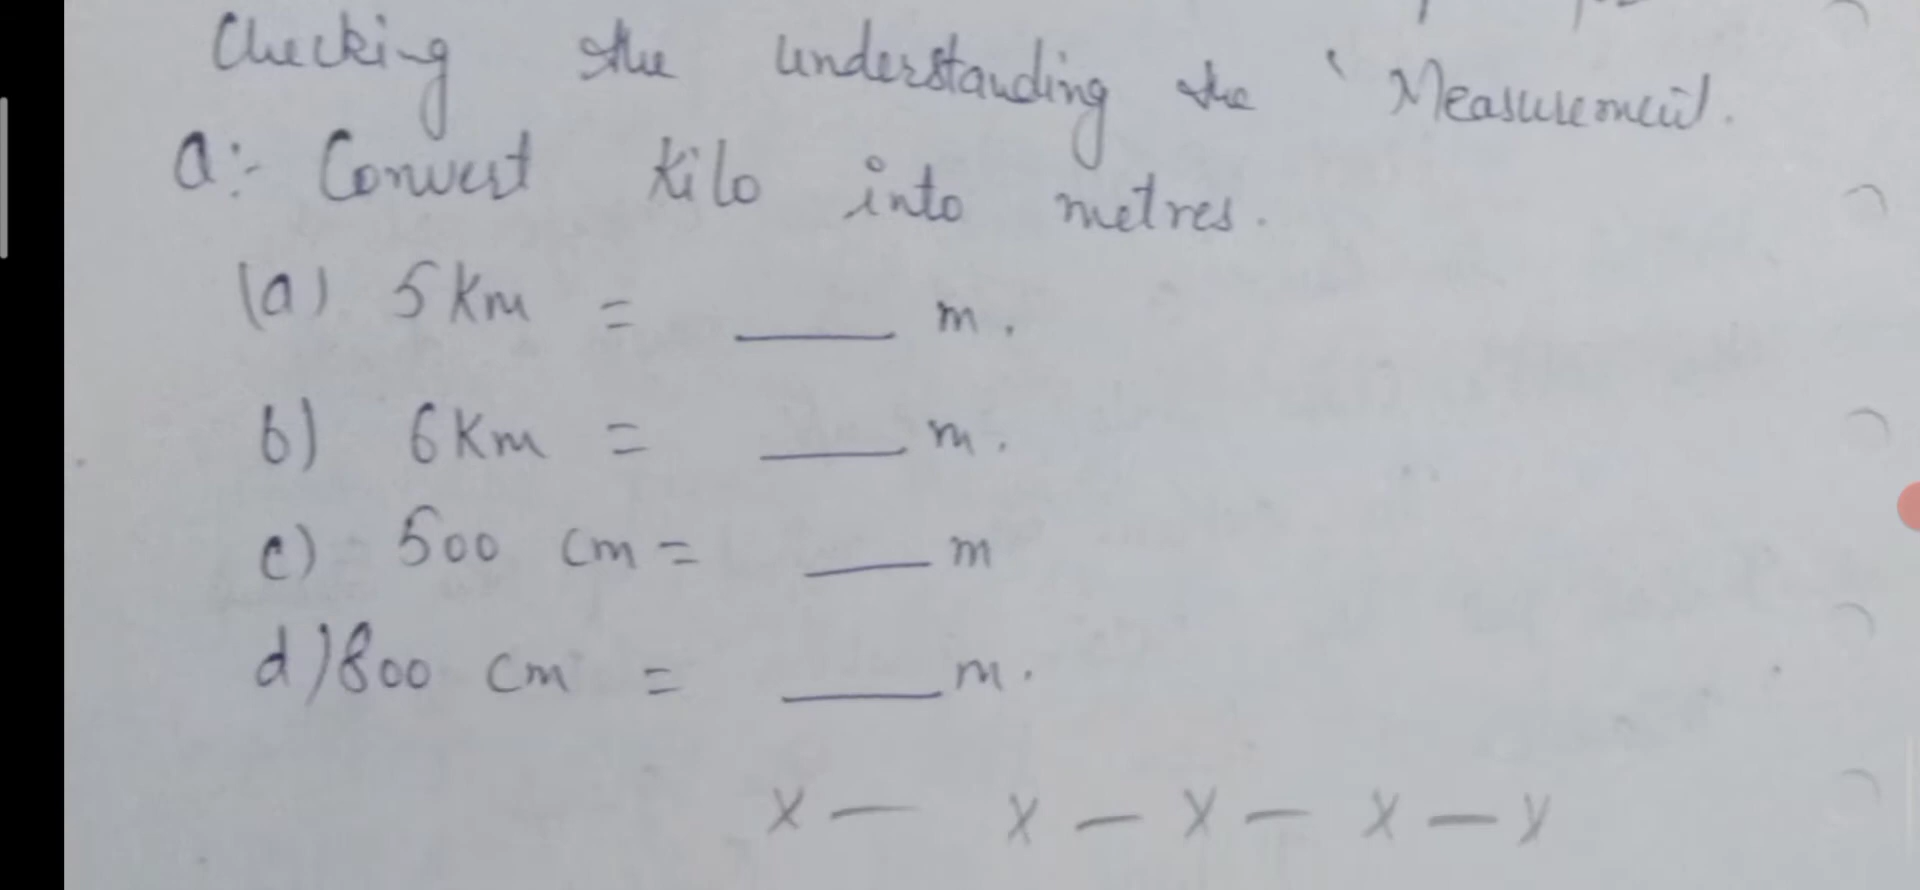 Checking the understanding the ‘Measurement.
Q:- Convert kilo into metres.
(a) 5 Km = ____ m.
b) 6 Km = ____ m.
c) 500 cm = ____ m
d) 800 cm = ____ m.
x — x — x — x — x